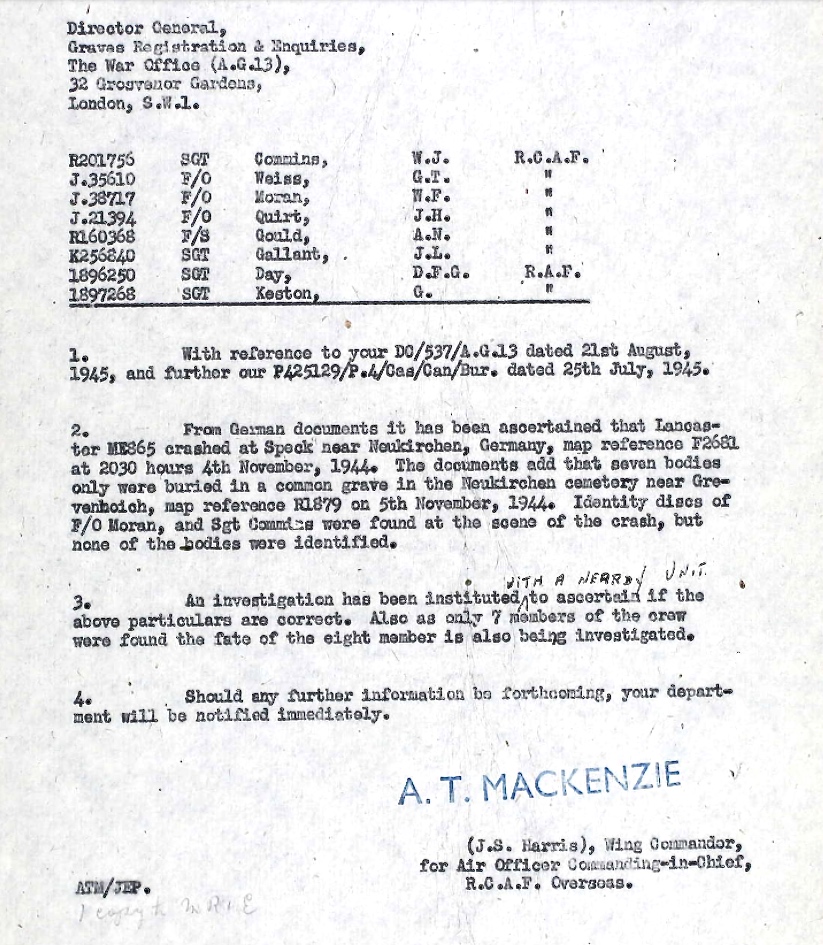 Director General,
Graves Registration & Enquiries,
The War Office (A.G.13),
32 Grosvenor Gardens,
London, S.W.1.
R201756 SGT Commins, W.J. R.C.A.F.
J.35610 F/O Weiss, G.T. "
J.38717 F/O Moran, W.F. "
J.21394 F/O Quirt, J.H. "
R160368 F/S Gould, A.N. "
K256840 SGT Gallant, J.L. "
1896250 SGT Day, D.F.G. R.A.F.
1897268 SGT Keston, G. "
1. With reference to your DC/537/A.G.13 dated 21st August,
1945, and further our P425129/P.4/Cas/Can/Bur. dated 25th July, 1945.
2. From German documents it has been ascertained that Lancas-
ter ME865 crashed at Speck near Neukirchen, Germany, map reference F2681
at 2030 hours 4th November, 1944. The documents add that seven bodies
only were buried in a common grave in the Neukirchen cemetery near Gre-
venhoich, map reference R1879 on 5th November, 1944. Identity discs of
F/O Moran, and Sgt Commins were found at the scene of the crash, but
none of the bodies were identified.
WITH A NEARBY UNIT.
3. An investigation has been instituted to ascertain if the
above particulars are correct. Also as only 7 members of the crew
were found the fate of the eight member is also being investigated.
4. Should any further information be forthcoming, your depart-
ment will be notified immediately.
A. T. MACKENZIE
(J.S. Harris), Wing Commandor,
for Air Officer Commanding-in-Chief,
R.C.A.F. Overseas.
ATM/JEP.